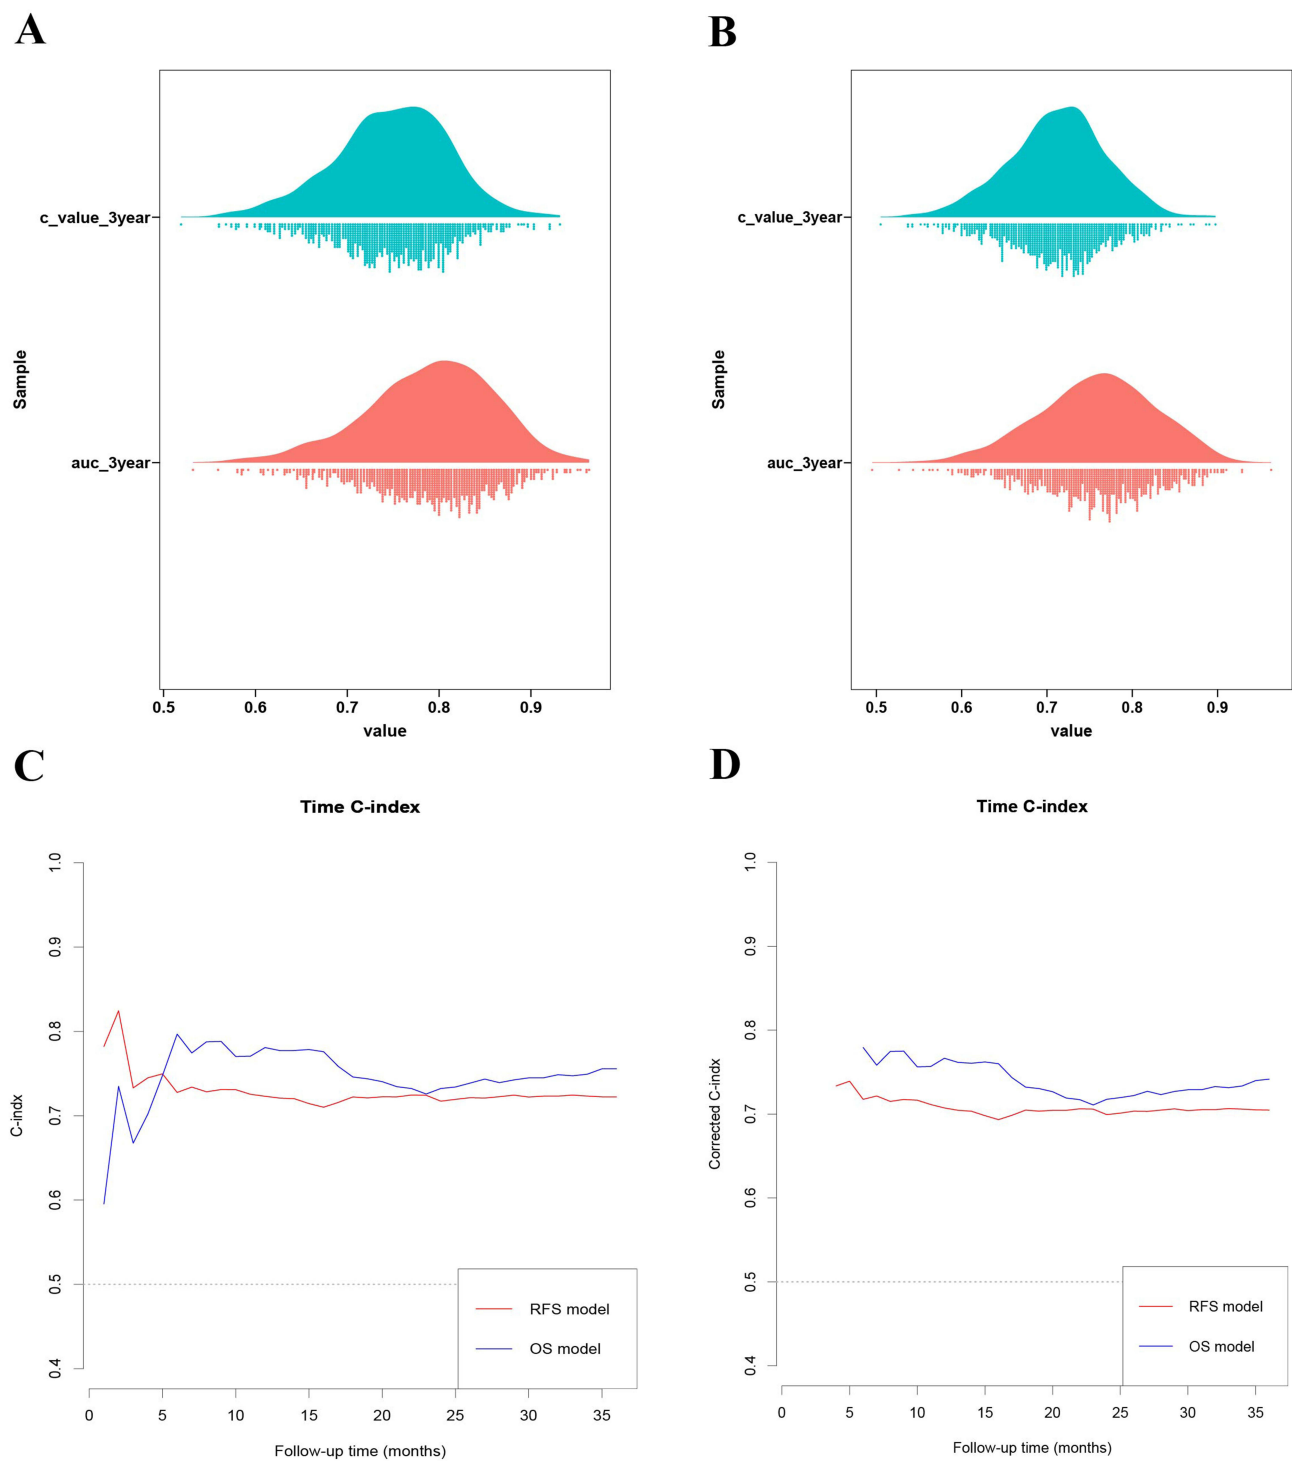 A
c_value_3year
auc_3year
Sample
0.5 0.6 0.7 0.8 0.9
value
B
c_value_3year
auc_3year
Sample
0.5 0.6 0.7 0.8 0.9
value
C
Time C-index
C-indx
1.0
0.9
0.8
0.7
0.6
0.5
0.4
RFS model
OS model
0 5 10 15 20 25 30 35
Follow-up time (months)
D
Time C-index
Corrected C-indx
1.0
0.9
0.8
0.7
0.6
0.5
0.4
RFS model
OS model
0 5 10 15 20 25 30 35
Follow-up time (months)